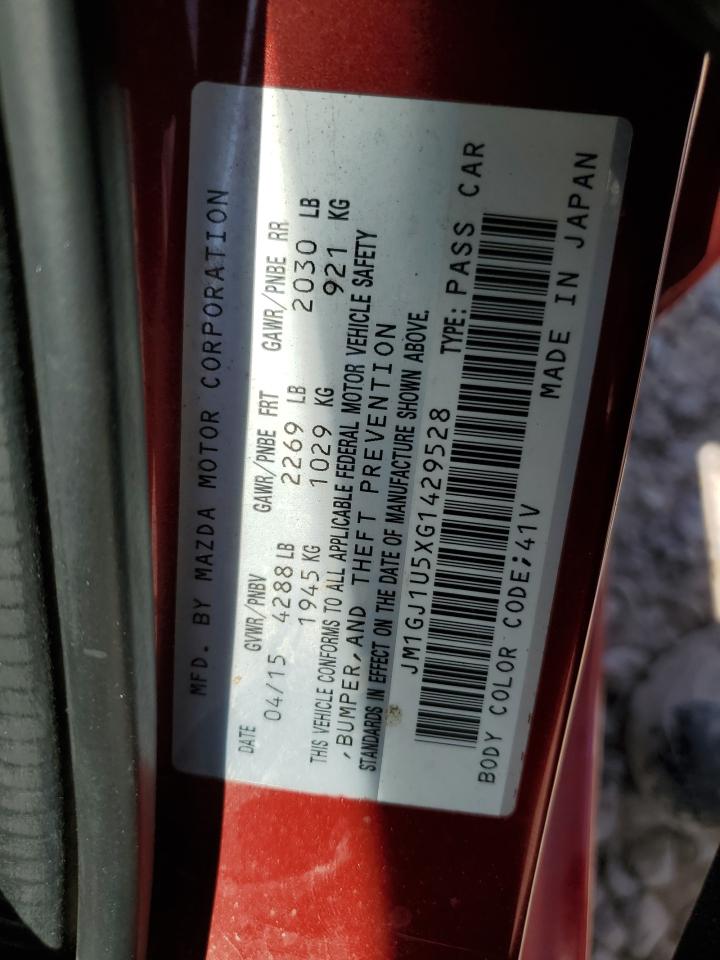 MFD. BY MAZDA MOTOR CORPORATION
DATE GVWR/PNBV GAWR/PNBE FRT GAWR/PNBE RR
04/15 4288 LB 2269 LB 2030 LB
1945 KG 1029 KG 921 KG
THIS VEHICLE CONFORMS TO ALL APPLICABLE FEDERAL MOTOR VEHICLE SAFETY
,BUMPER, AND THEFT PREVENTION
STANDARDS IN EFFECT ON THE DATE OF MANUFACTURE SHOWN ABOVE.
JM1GJ1U5XG1429528 TYPE: PASS CAR
BODY COLOR CODE;41V MADE IN JAPAN